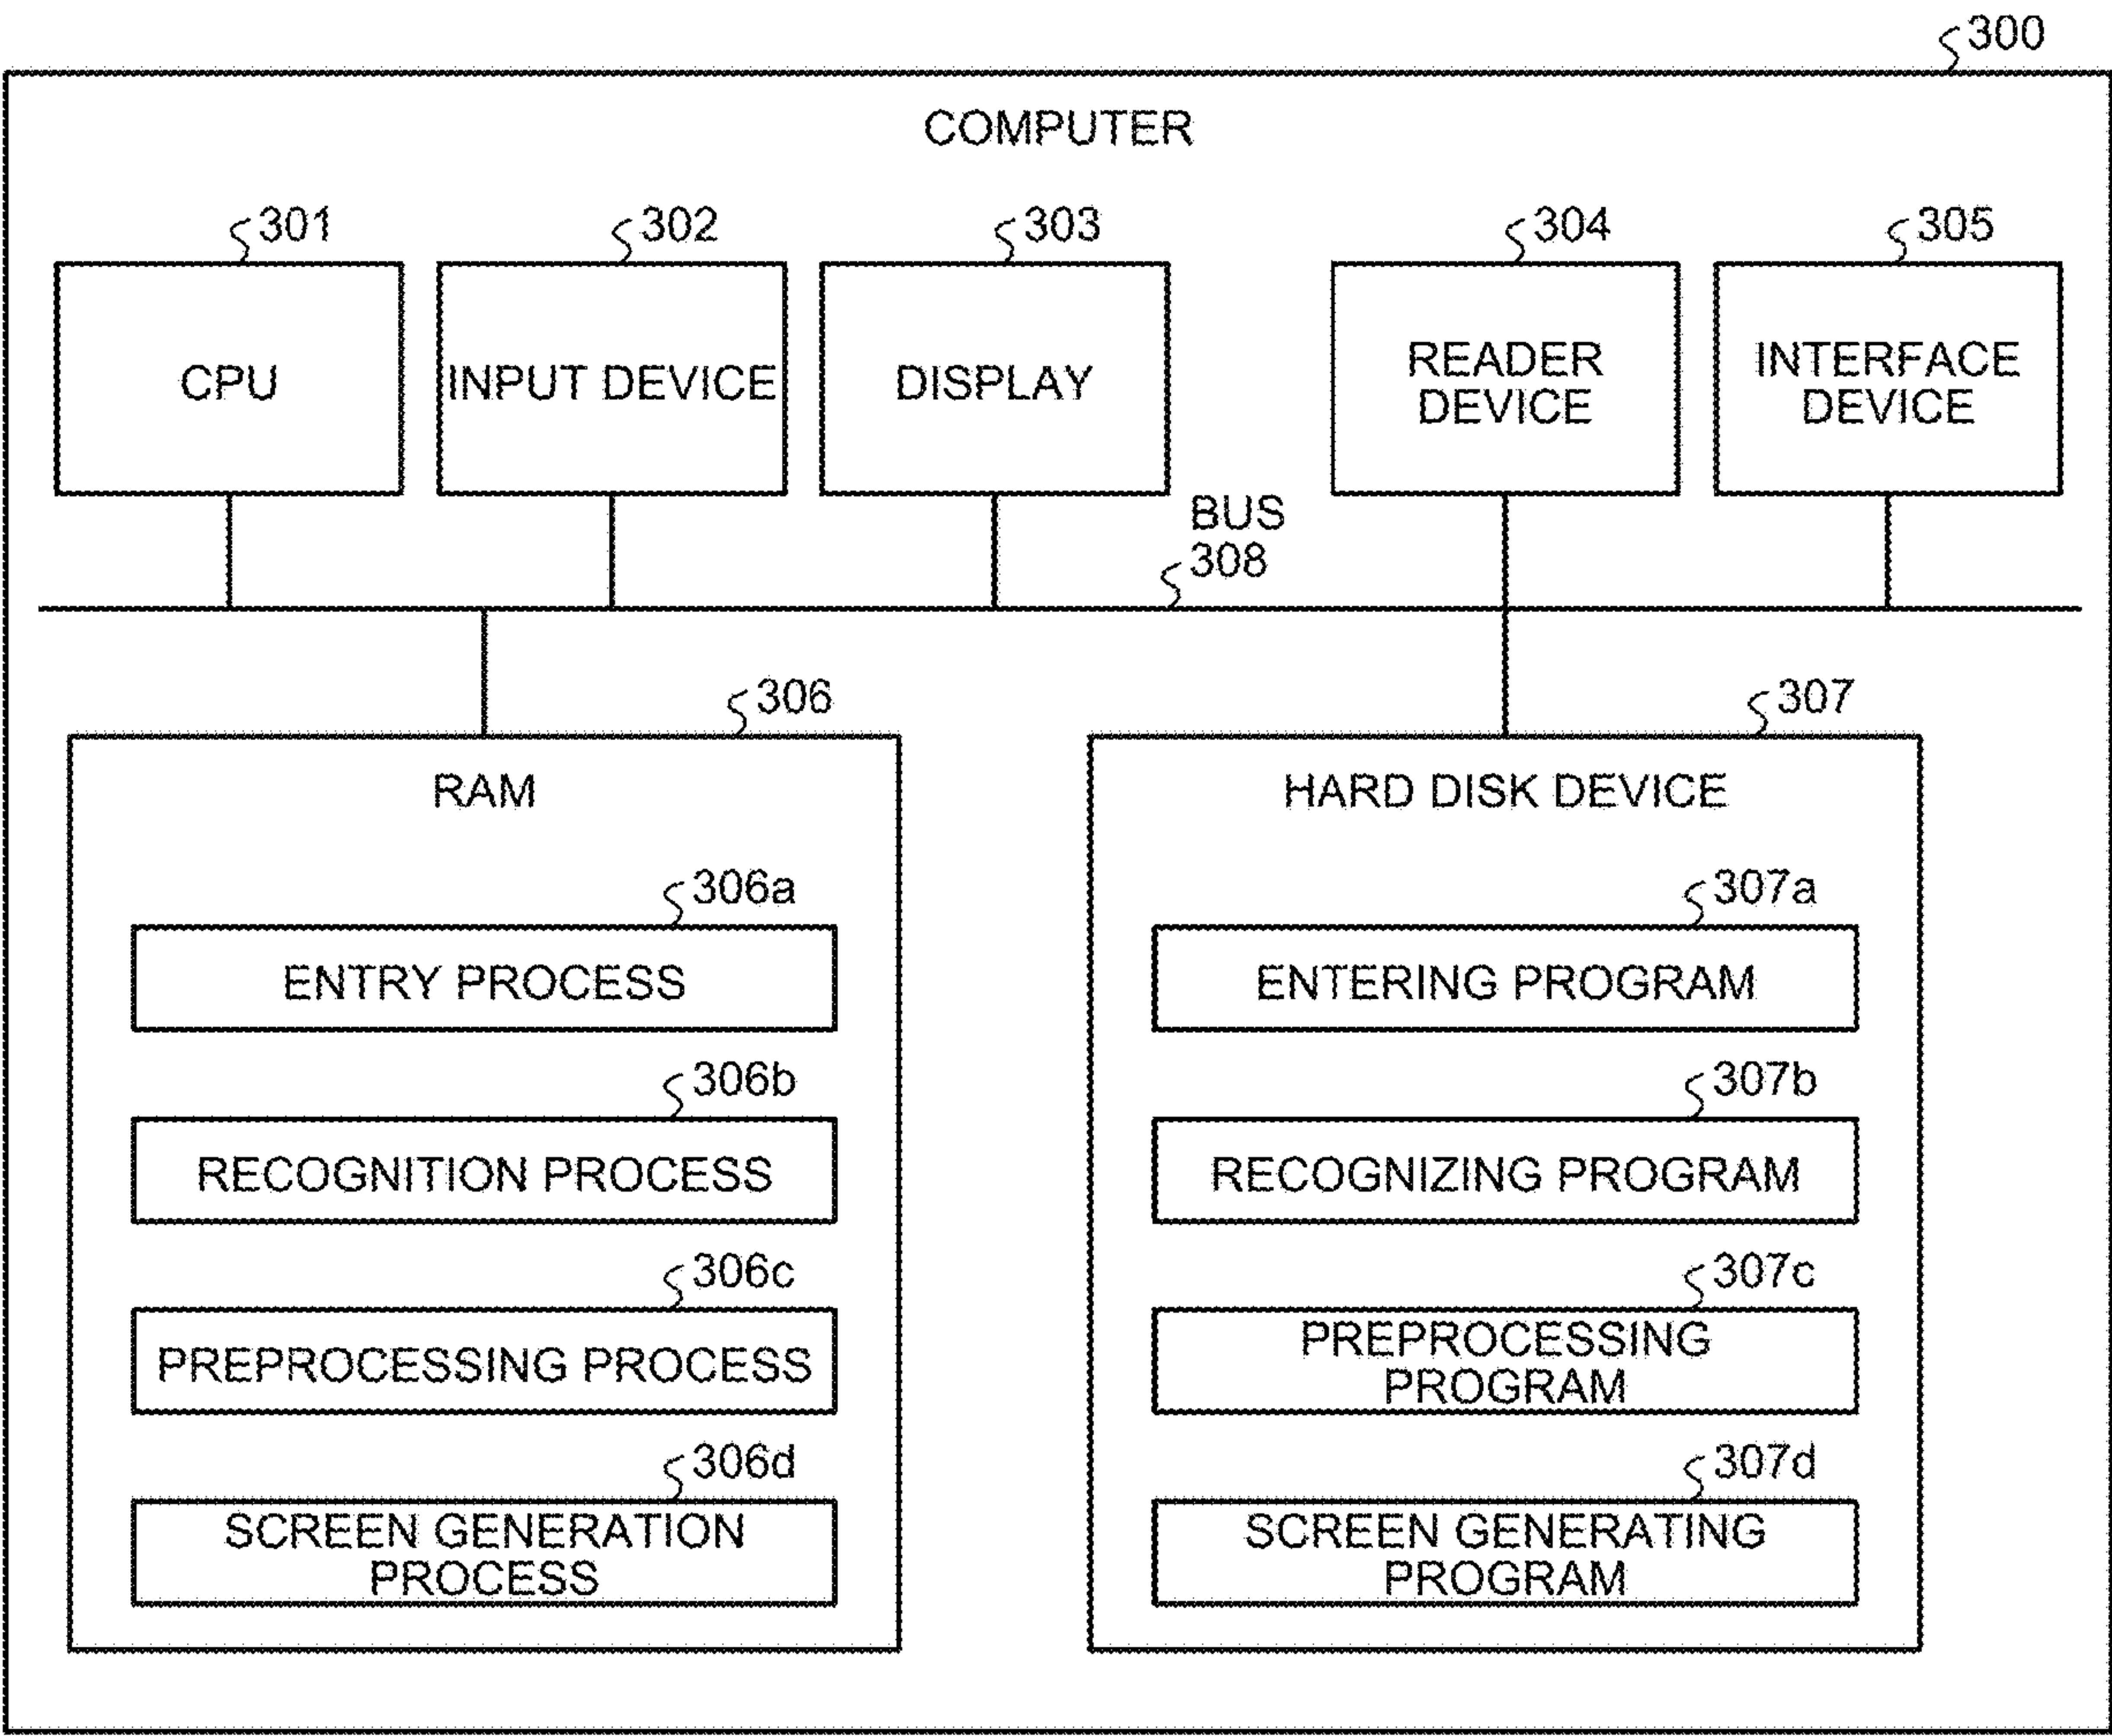 300
COMPUTER
301
302
303
304
305
CPU
INPUT DEVICE
DISPLAY
READER
DEVICE
INTERFACE
DEVICE
BUS
308
306
307
RAM
HARD DISK DEVICE
306a
307a
ENTRY PROCESS
ENTERING PROGRAM
306b
307b
RECOGNITION PROCESS
RECOGNIZING PROGRAM
306c
307c
PREPROCESSING PROCESS
PREPROCESSING
PROGRAM
306d
307d
SCREEN GENERATION
PROCESS
SCREEN GENERATING
PROGRAM